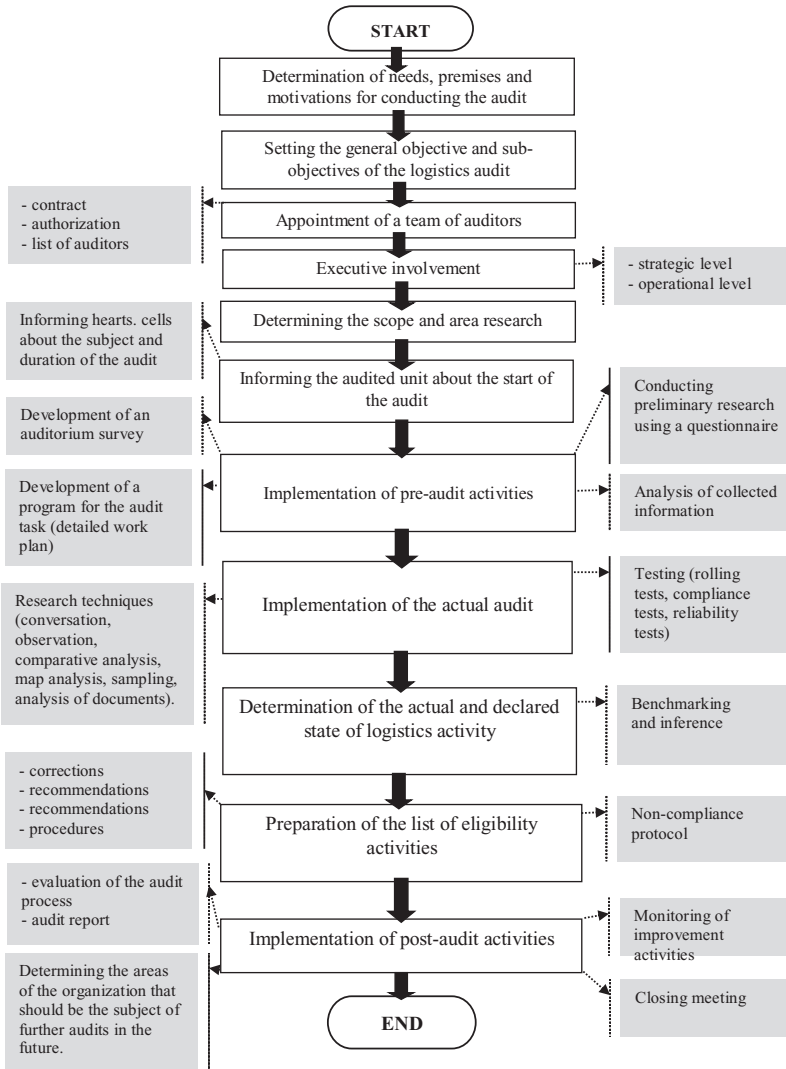 START
Determination of needs, premises and
motivations for conducting the audit
Setting the general objective and sub-
objectives of the logistics audit
- contract
- authorization
- list of auditors
Appointment of a team of auditors
Executive involvement
- strategic level
- operational level
Determining the scope and area research
Informing hearts. cells
about the subject and
duration of the audit
Informing the audited unit about the start of
the audit
Conducting
preliminary research
using a questionnaire
Development of an
auditorium survey
Development of a
program for the audit
task (detailed work
plan)
Implementation of pre-audit activities
Analysis of collected
information
Research techniques
(conversation,
observation,
comparative analysis,
map analysis, sampling,
analysis of documents).
Implementation of the actual audit
Testing (rolling
tests, compliance
tests, reliability
tests)
Determination of the actual and declared
state of logistics activity
Benchmarking
and inference
- corrections
- recommendations
- recommendations
- procedures
Preparation of the list of eligibility
activities
Non-compliance
protocol
- evaluation of the audit
process
- audit report
Implementation of post-audit activities
Monitoring of
improvement
activities
Determining the areas
of the organization that
should be the subject of
further audits in the
future.
Closing meeting
END